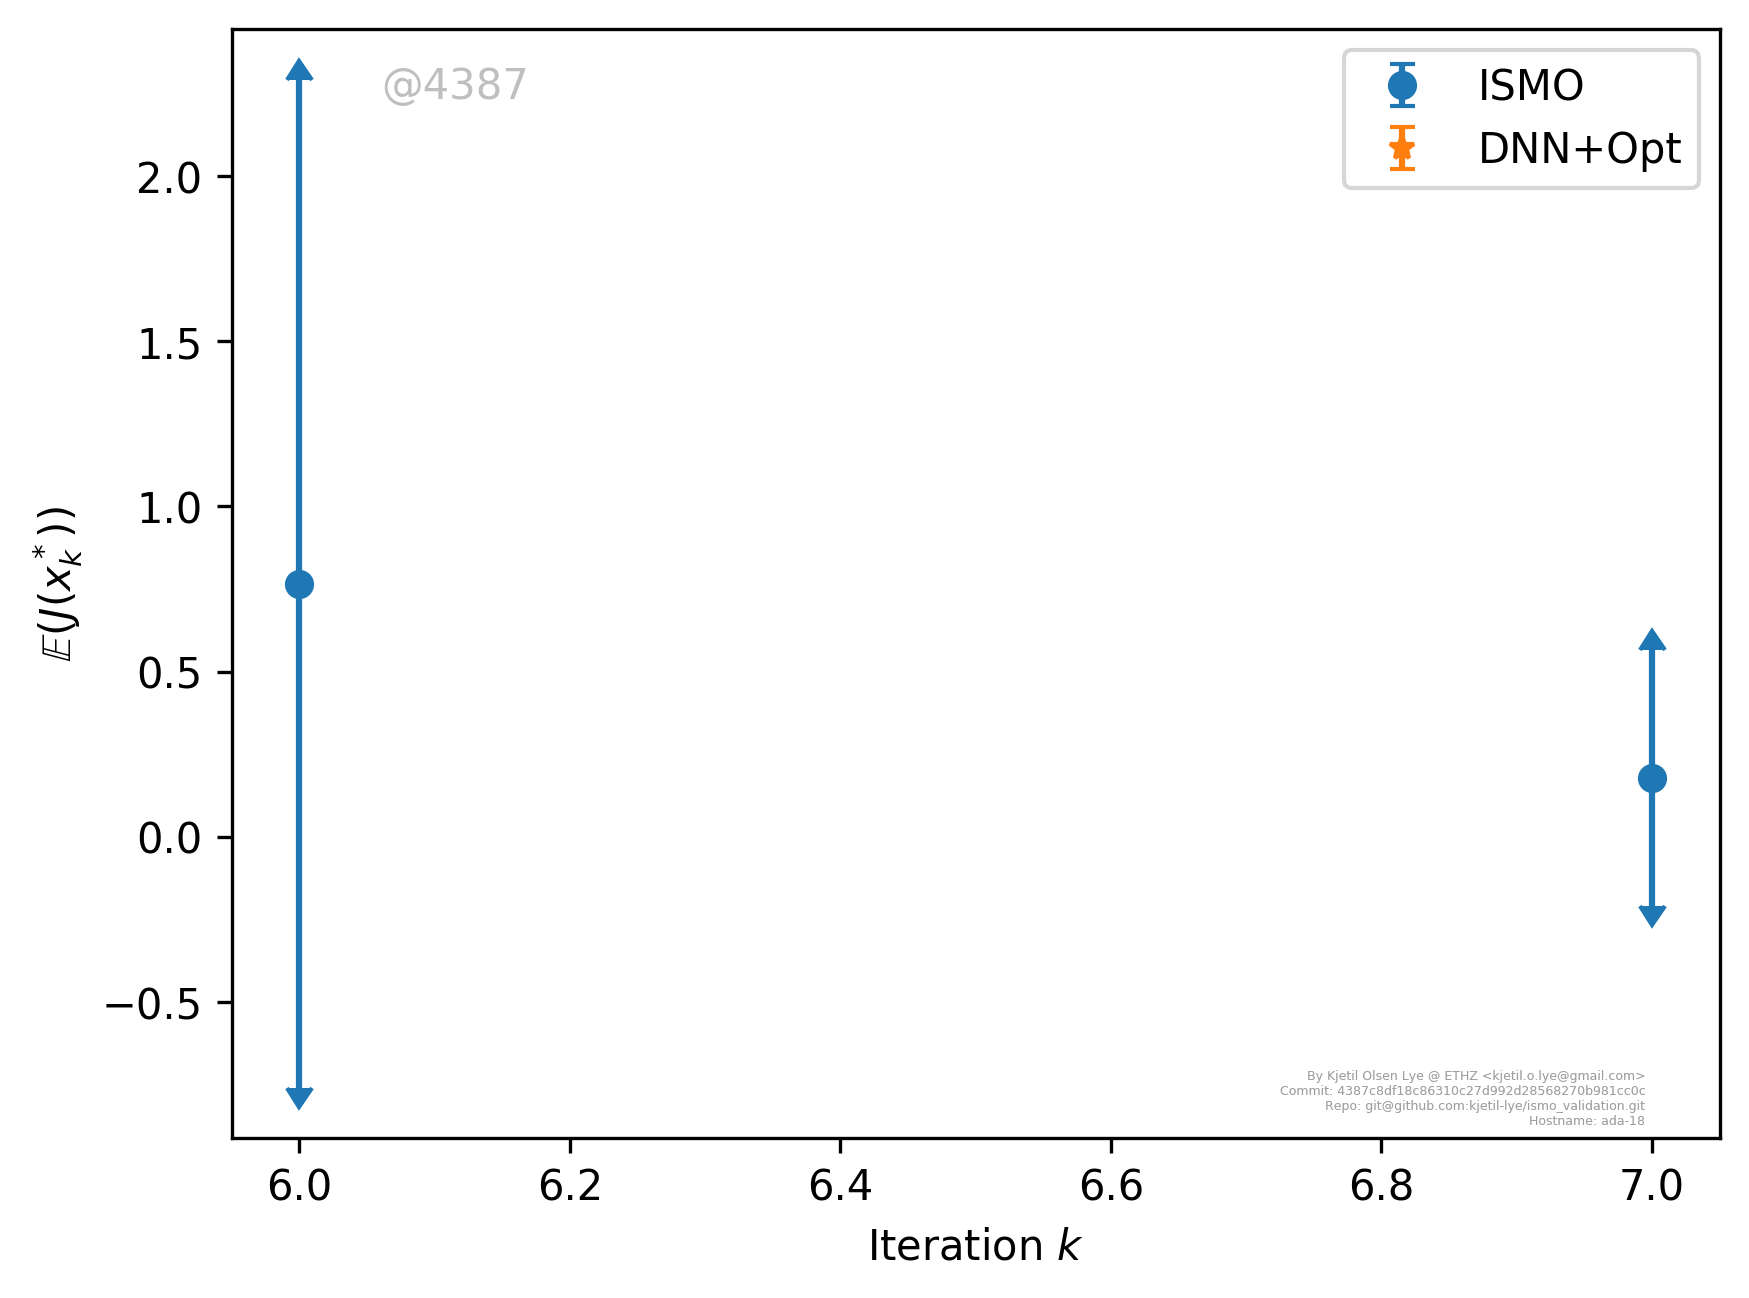 @4387
ISMO
DNN+Opt
2.0
1.5
1.0
0.5
0.0
−0.5
𝔼(J(x*k))
6.0 6.2 6.4 6.6 6.8 7.0
Iteration k
By Kjetil Olsen Lye @ ETHZ <kjetil.o.lye@gmail.com>
Commit: 4387c8df18c86310c27d992d28568270b981cc0c
Repo: git@github.com:kjetil-lye/ismo_validation.git
Hostname: ada-18